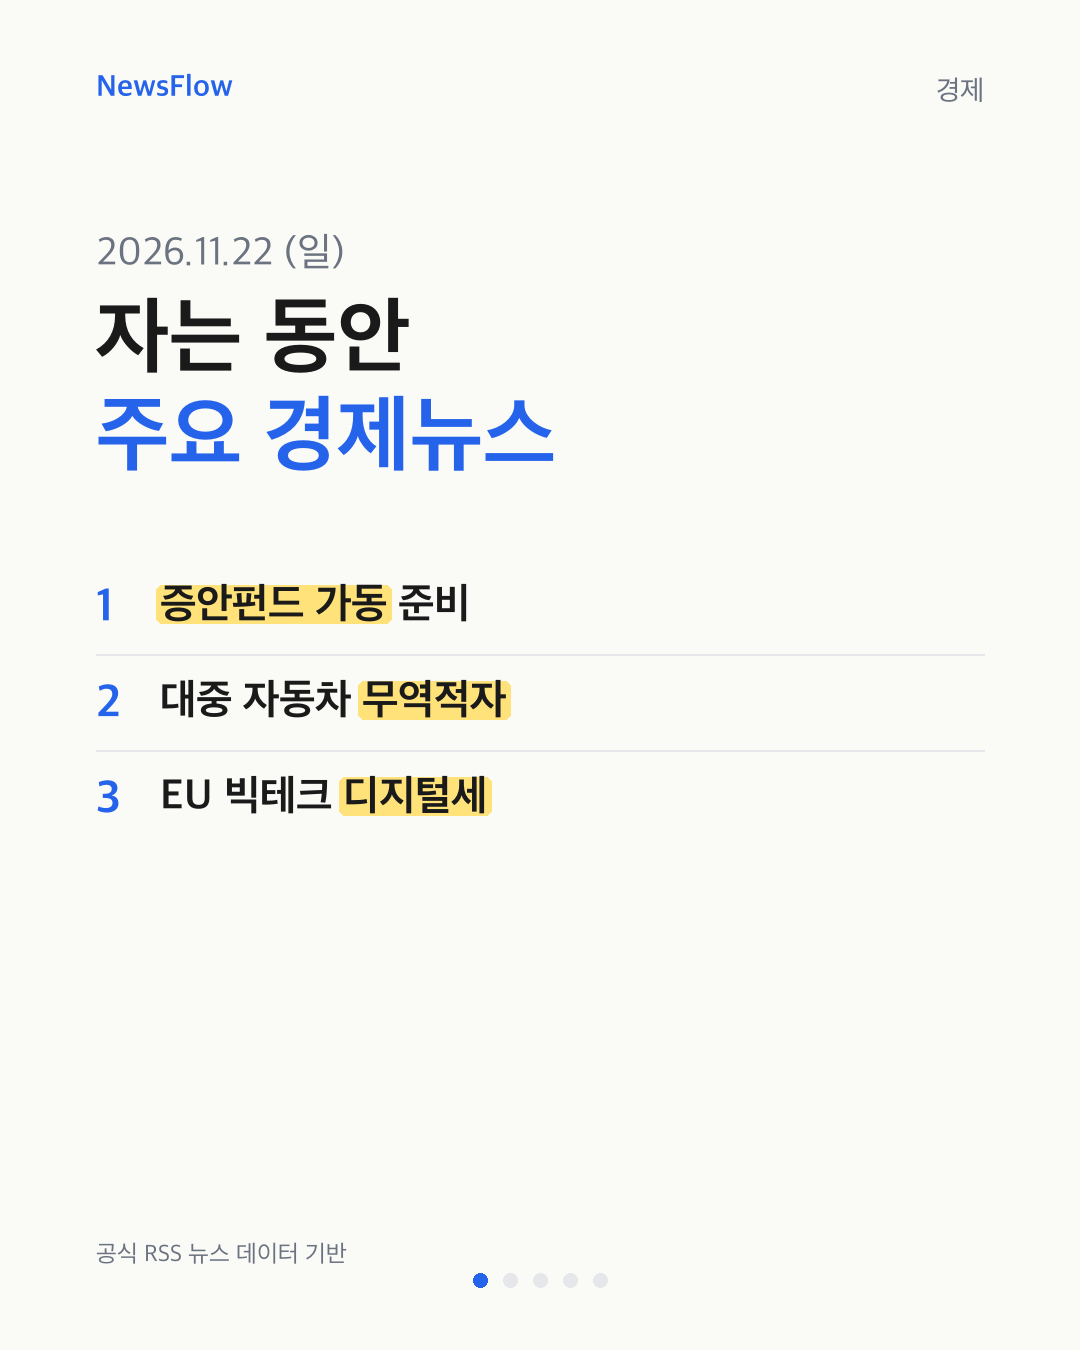 NewsFlow
경제
2026.11.22 (일)
자는 동안
주요 경제뉴스
1 증안펀드 가동 준비
2 대중 자동차 무역적자
3 EU 빅테크 디지털세
공식 RSS 뉴스 데이터 기반